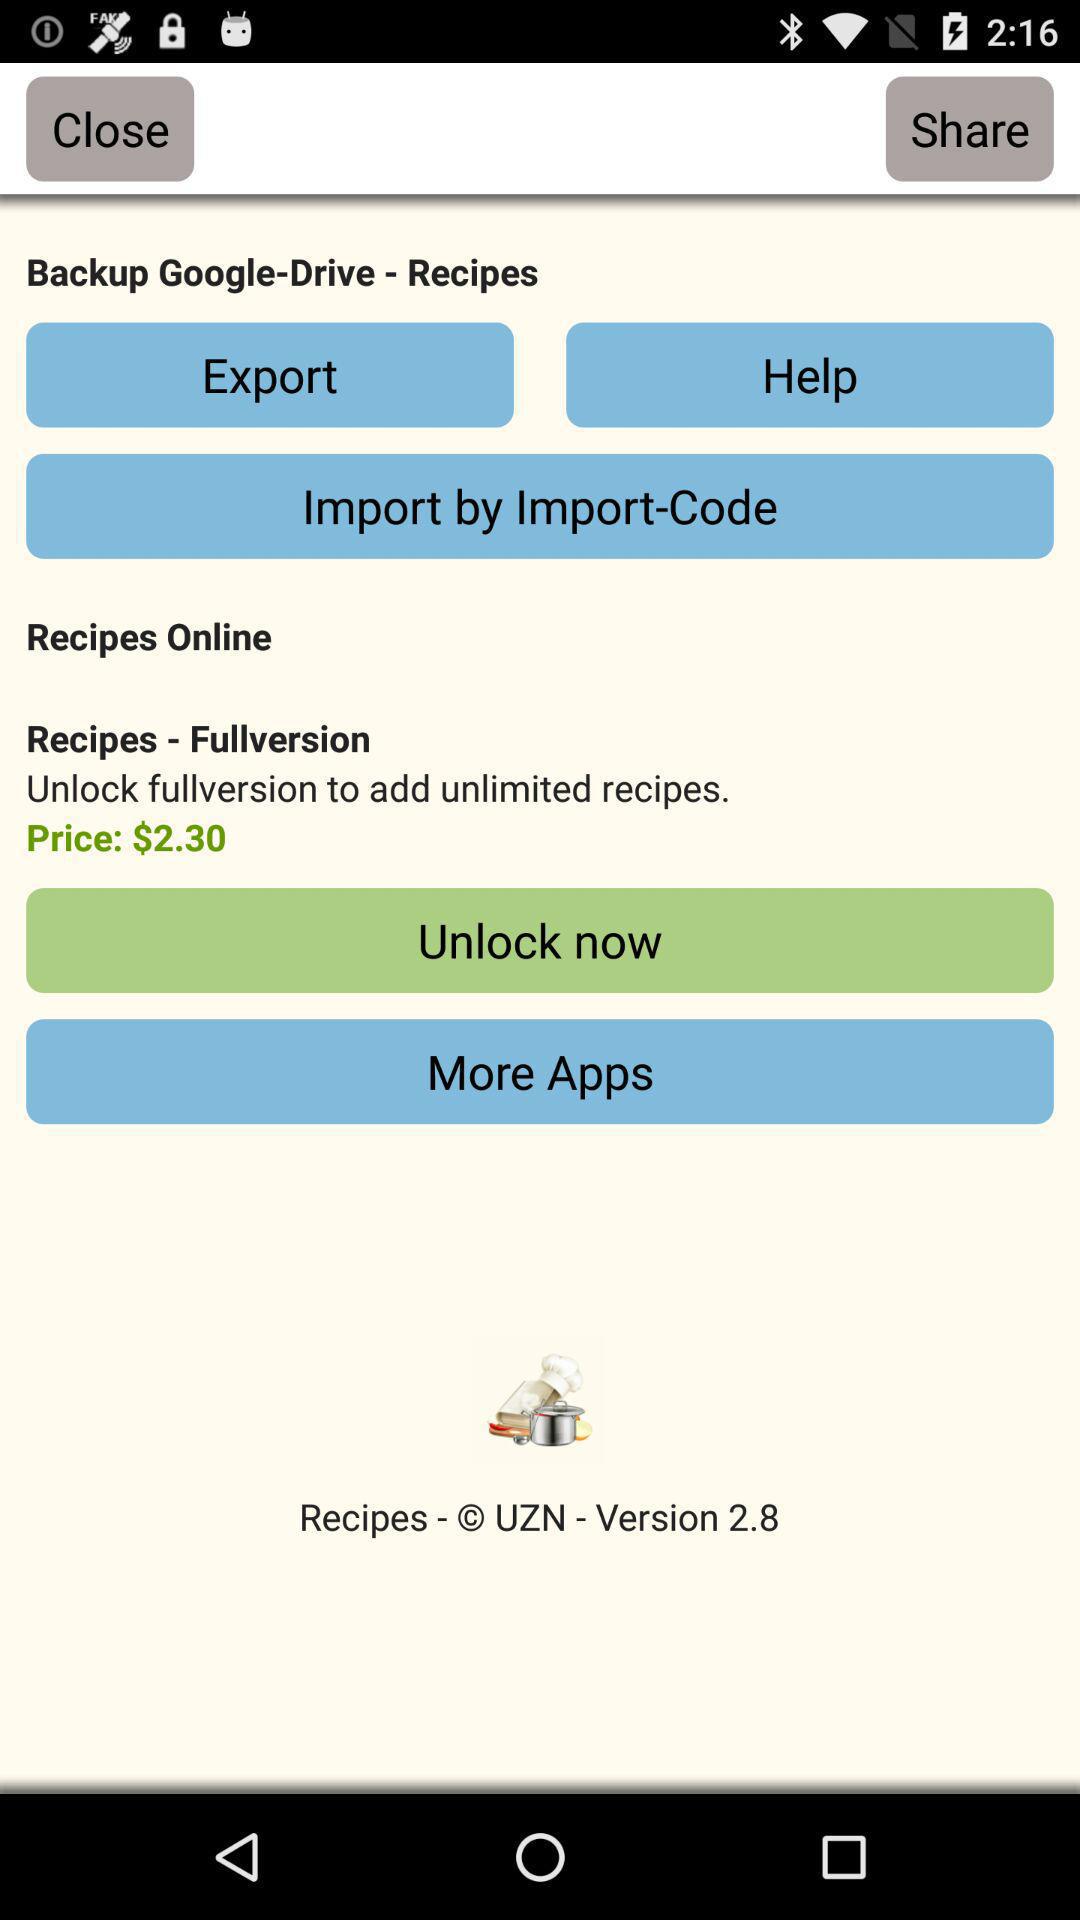 FAKE
2:16
Close Share
Backup Google-Drive - Recipes
Export Help
Import by Import-Code
Recipes Online
Recipes - Fullversion
Unlock fullversion to add unlimited recipes.
Price: $2.30
Unlock now
More Apps
Recipes - © UZN - Version 2.8